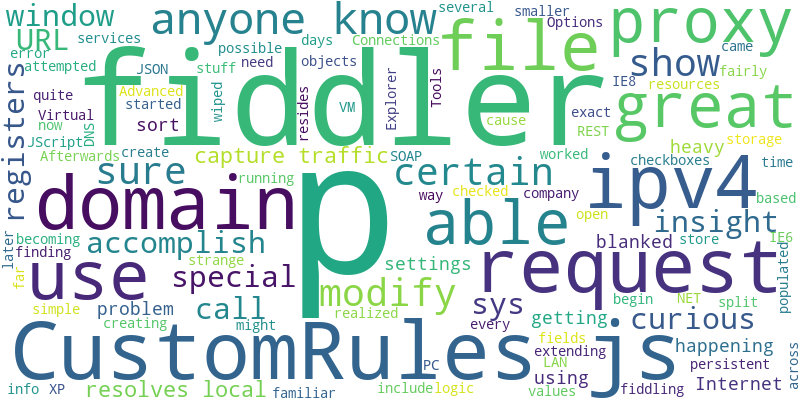 window anyone know several smaller Options proxy
URL services possible days Connections file came
error attempted JSON stuff need objects Explorer Tools show IE8 fairly
quite Advanced wiped fiddler resides VM exact resources great
registers Virtual started cause REST
now DNS sort heavy storage
JScript Afterwards create capture traffic SOAP worked checkboxes time
sure running p certain ipv4 based
domain way checked company open insight
later becoming accomplish able blanked store IE6
finding strange settings request populated
far use special modify sys begin NET split
simple problem call realized getting curious
creating might every fields extending happening
CustomRules js PC LAN using persistent across
info XP resolves local familiar include logic values fiddling Internet